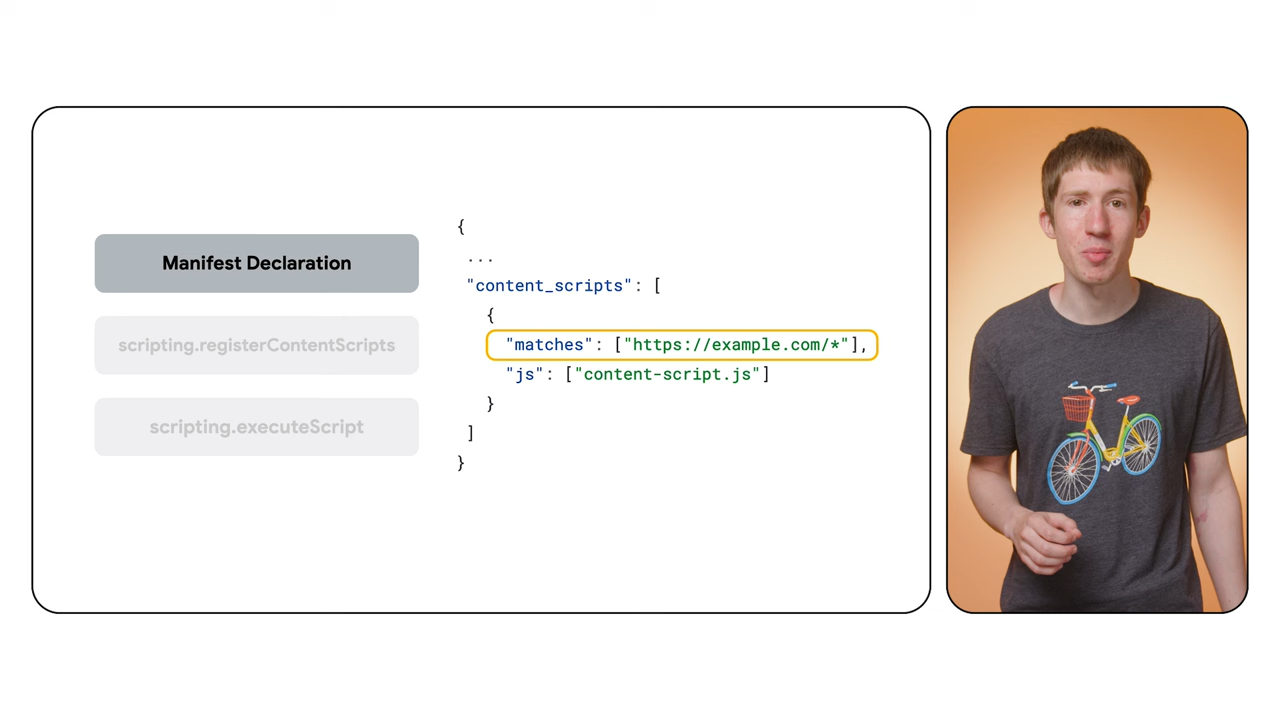 Manifest Declaration
scripting.registerContentScripts
scripting.executeScript
{
...
"content_scripts": [
{
"matches": ["https://example.com/*"],
"js": ["content-script.js"]
}
]
}